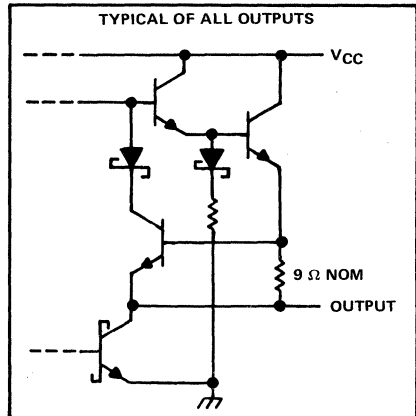 TYPICAL OF ALL OUTPUTS
VCC
9 Ω NOM
OUTPUT